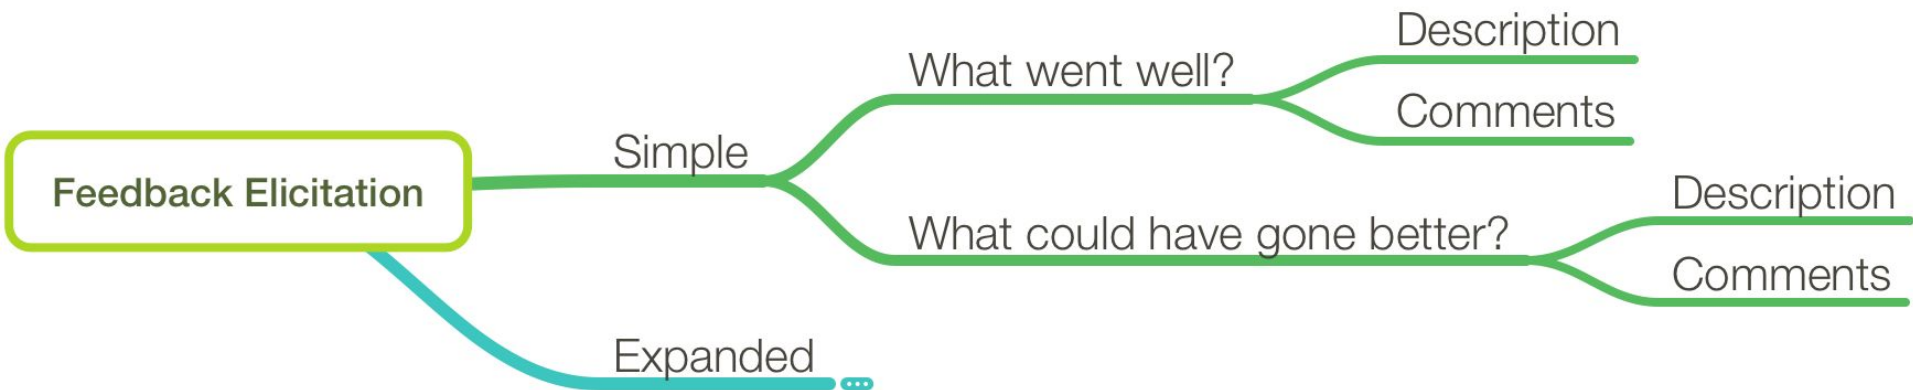 Feedback Elicitation
Simple
What went well?
Description
Comments
What could have gone better?
Description
Comments
Expanded